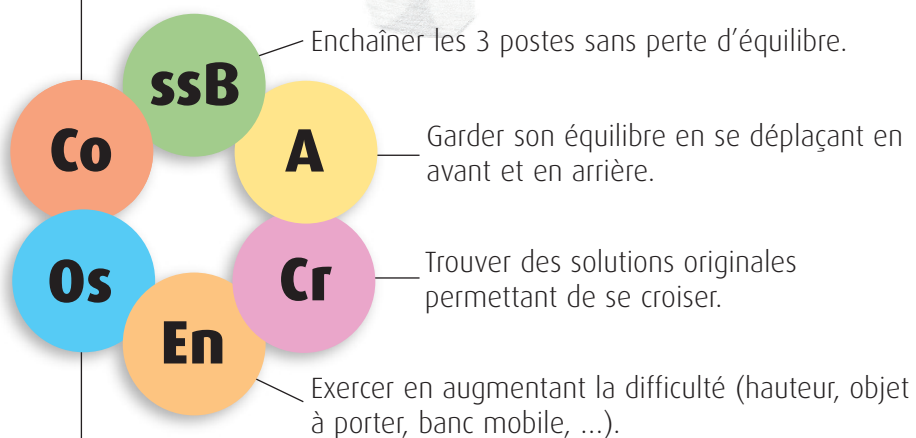 ssB
Enchaîner les 3 postes sans perte d’équilibre.
Co
A
Garder son équilibre en se déplaçant en
avant et en arrière.
Os
Cr
Trouver des solutions originales
permettant de se croiser.
En
Exercer en augmentant la difficulté (hauteur, objet
à porter, banc mobile, ...).